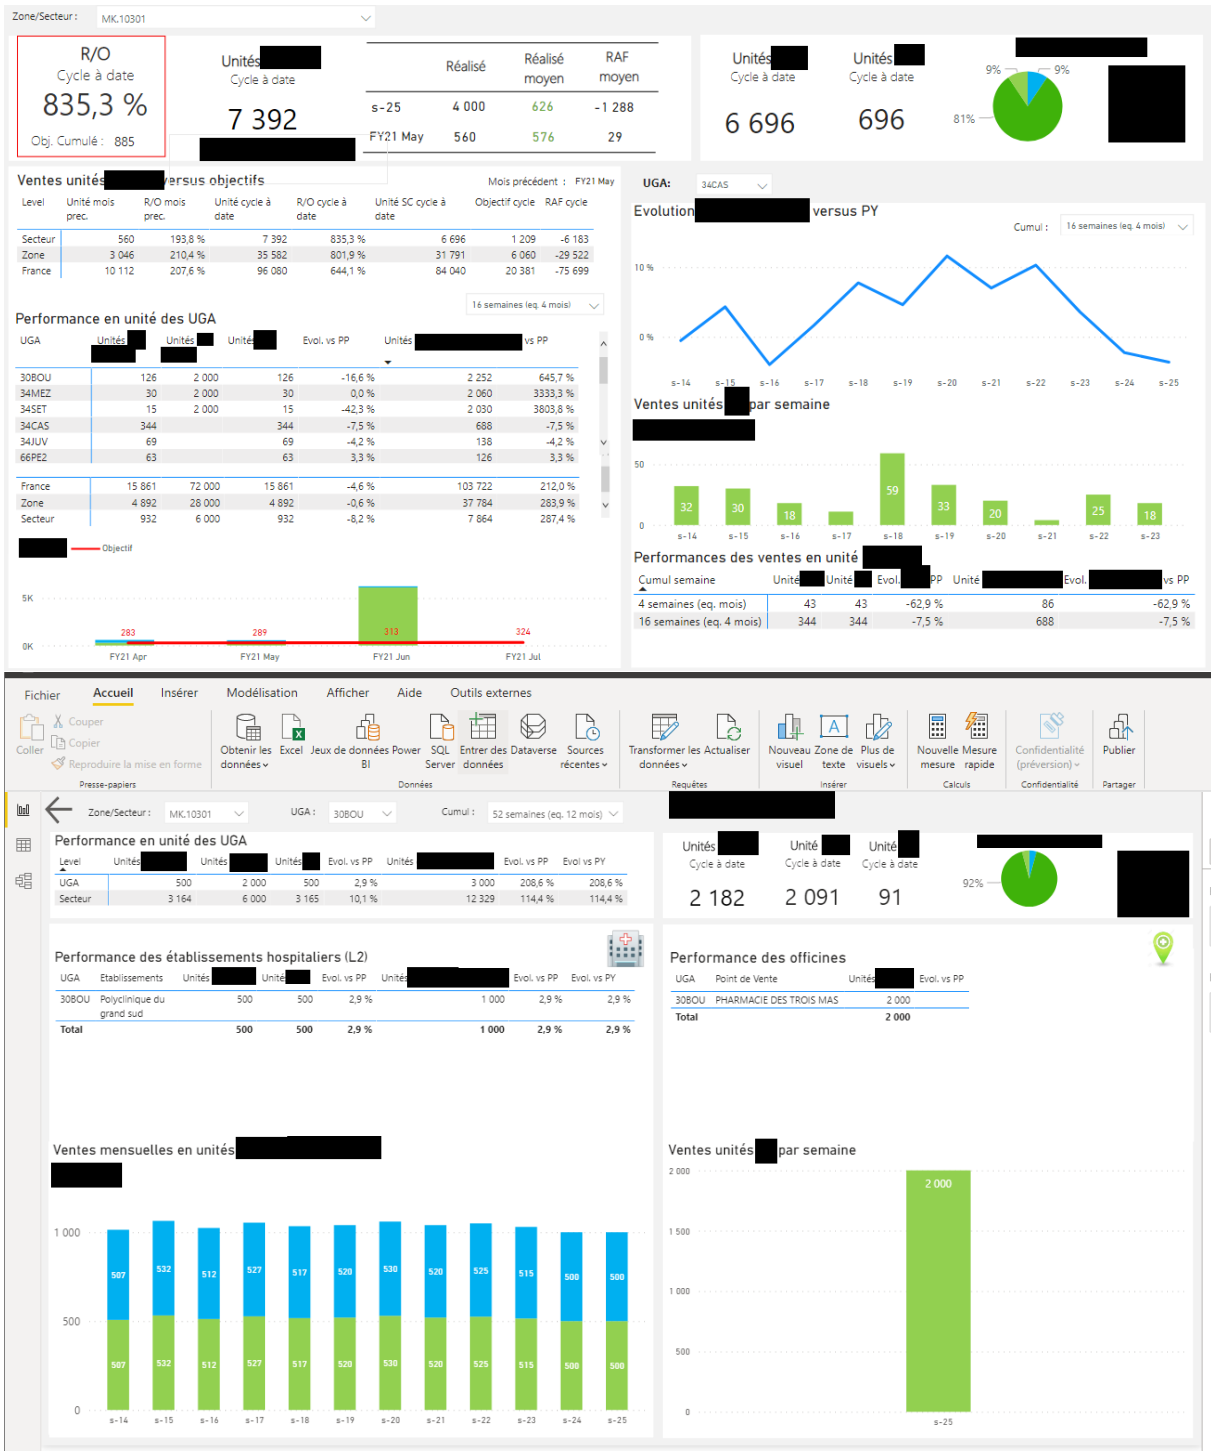 Zone/Secteur : MK.10301
R/O
Cycle à date
835,3 %
Obj. Cumulé : 885
Unités
Cycle à date
7 392
Réalisé Réalisé moyen RAF moyen
s-25 4 000 626 -1 288
FY21 May 560 576 29
Unités
Cycle à date
6 696
Unités
Cycle à date
696
9% 9%
81%
Ventes unités versus objectifs
Mois précédent : FY21 May
Level Unité mois prec. R/O mois prec. Unité cycle à date R/O cycle à date Unité SC cycle à date Objectif cycle RAF cycle
Secteur 560 193,8 % 7 392 835,3 % 6 696 1 209 -6 183
Zone 3 046 210,4 % 35 582 801,9 % 31 791 6 060 -29 522
France 10 112 207,6 % 96 080 644,1 % 84 040 20 381 -75 699
16 semaines (eq. 4 mois)
Performance en unité des UGA
UGA Unités Unités Unités Evol. vs PP Unités vs PP
30BOU 126 2 000 126 -16,6 % 2 252 645,7 %
34MEZ 30 2 000 30 0,0 % 2 060 3333,3 %
34SET 15 2 000 15 -42,3 % 2 030 3803,8 %
34CAS 344 344 -7,5 % 688 -7,5 %
34JUV 69 69 -4,2 % 138 -4,2 %
66PE2 63 63 3,3 % 126 3,3 %
France 15 861 72 000 15 861 -4,6 % 103 722 212,0 %
Zone 4 892 28 000 4 892 -0,6 % 37 784 283,9 %
Secteur 932 6 000 932 -8,2 % 7 864 287,4 %
Objectif
5K
0K
283 289 313 324
FY21 Apr FY21 May FY21 Jun FY21 Jul
UGA: 34CAS
Evolution versus PY
Cumul : 16 semaines (eq. 4 mois)
10 %
0 %
s-14 s-15 s-16 s-17 s-18 s-19 s-20 s-21 s-22 s-23 s-24 s-25
Ventes unités par semaine
50
0
32 30 18 59 33 20 25 18
s-14 s-15 s-16 s-17 s-18 s-19 s-20 s-21 s-22 s-23
Performances des ventes en unité
Cumul semaine Unité Unité Evol. PP Unité Evol. vs PP
4 semaines (eq. mois) 43 43 -62,9 % 86 -62,9 %
16 semaines (eq. 4 mois) 344 344 -7,5 % 688 -7,5 %
Fichier Accueil Insérer Modélisation Afficher Aide Outils externes
Coller
Couper
Copier
Reproduire la mise en forme
Presse-papiers
Obtenir les données
Excel
Jeux de données Power BI
SQL Server
Entrer des données
Dataverse
Sources récentes
Données
Transformer les données
Actualiser
Requêtes
Nouveau visuel
Zone de texte
Plus de visuels
Insérer
Nouvelle mesure
Mesure rapide
Calculs
Confidentialité (préversion)
Confidentialité
Publier
Partager
Zone/Secteur : MK.10301 UGA : 30BOU Cumul : 52 semaines (eq. 12 mois)
Performance en unité des UGA
Level Unités Unités Unités Evol. vs PP Unités Evol. vs PP Evol vs PY
UGA 500 2 000 500 2,9 % 3 000 208,6 % 208,6 %
Secteur 3 164 6 000 3 165 10,1 % 12 329 114,4 % 114,4 %
Unités
Cycle à date
2 182
Unité
Cycle à date
2 091
Unité
Cycle à date
91
92%
Performance des établissements hospitaliers (L2)
UGA Etablissements Unités Unité Evol. vs PP Unités Evol. vs PP Evol. vs PY
30BOU Polyclinique du grand sud 500 500 2,9 % 1 000 2,9 % 2,9 %
Total 500 500 2,9 % 1 000 2,9 % 2,9 %
Performance des officines
UGA Point de Vente Unités Evol. vs PP
30BOU PHARMACIE DES TROIS MAS 2 000
Total 2 000
Ventes mensuelles en unités
1 000
500
0
507 532 512 527 517 520 530 520 525 515 500 500
507 532 512 527 517 520 530 520 525 515 500 500
s-14 s-15 s-16 s-17 s-18 s-19 s-20 s-21 s-22 s-23 s-24 s-25
Ventes unités par semaine
2 000
1 500
1 000
500
0
2 000
s-25